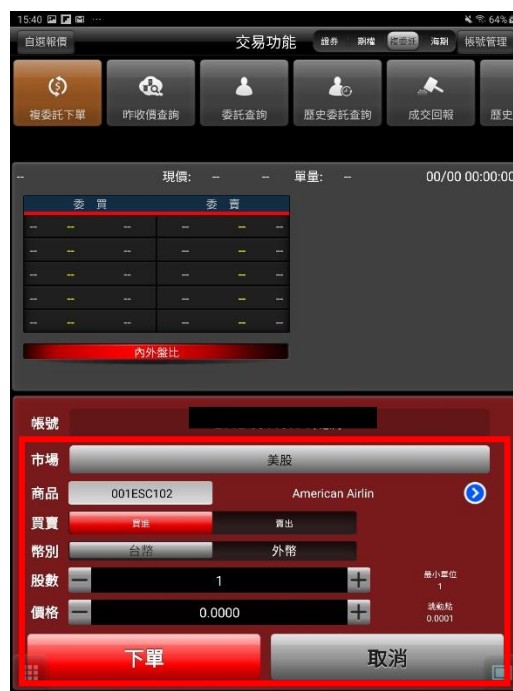 15:40 64%
自選報價 交易功能 證券 期權 複委託 海期 帳號管理
複委託下單 昨收價查詢 委託查詢 歷史委託查詢 成交回報 歷史
-- 現價: -- -- 單量: -- 00/00 00:00:00
委 買 委 賣
-- -- -- -- -- --
-- -- -- -- -- --
-- -- -- -- -- --
-- -- -- -- -- --
-- -- -- -- -- --
內外盤比
帳號
市場 美股
商品 001ESC102 American Airlin
買賣 買進 賣出
幣別 台幣 外幣
股數 1 最小單位
1
價格 0.0000 跳動點
0.0001
下單 取消